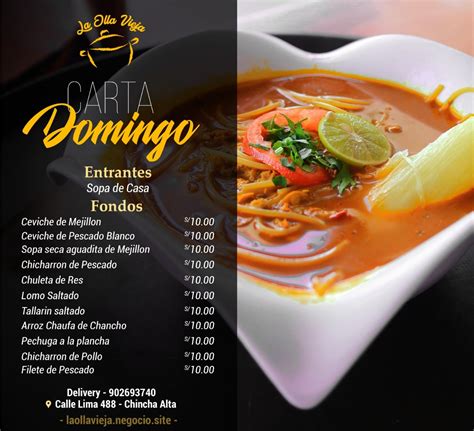 La Olla Vieja
CARTA
Domingo
Entrantes
Sopa de Casa
Fondos
Ceviche de Mejillon S/10.00
Ceviche de Pescado Blanco S/10.00
Sopa seca aguadita de Mejillon S/10.00
Chicharron de Pescado S/10.00
Chuleta de Res S/10.00
Lomo Saltado S/10.00
Tallarin saltado S/10.00
Arroz Chaufa de Chancho S/10.00
Pechuga a la plancha S/10.00
Chicharron de Pollo S/10.00
Filete de Pescado S/10.00
Delivery - 902693740
Calle Lima 488 - Chincha Alta
- laollavieja.negocio.site -